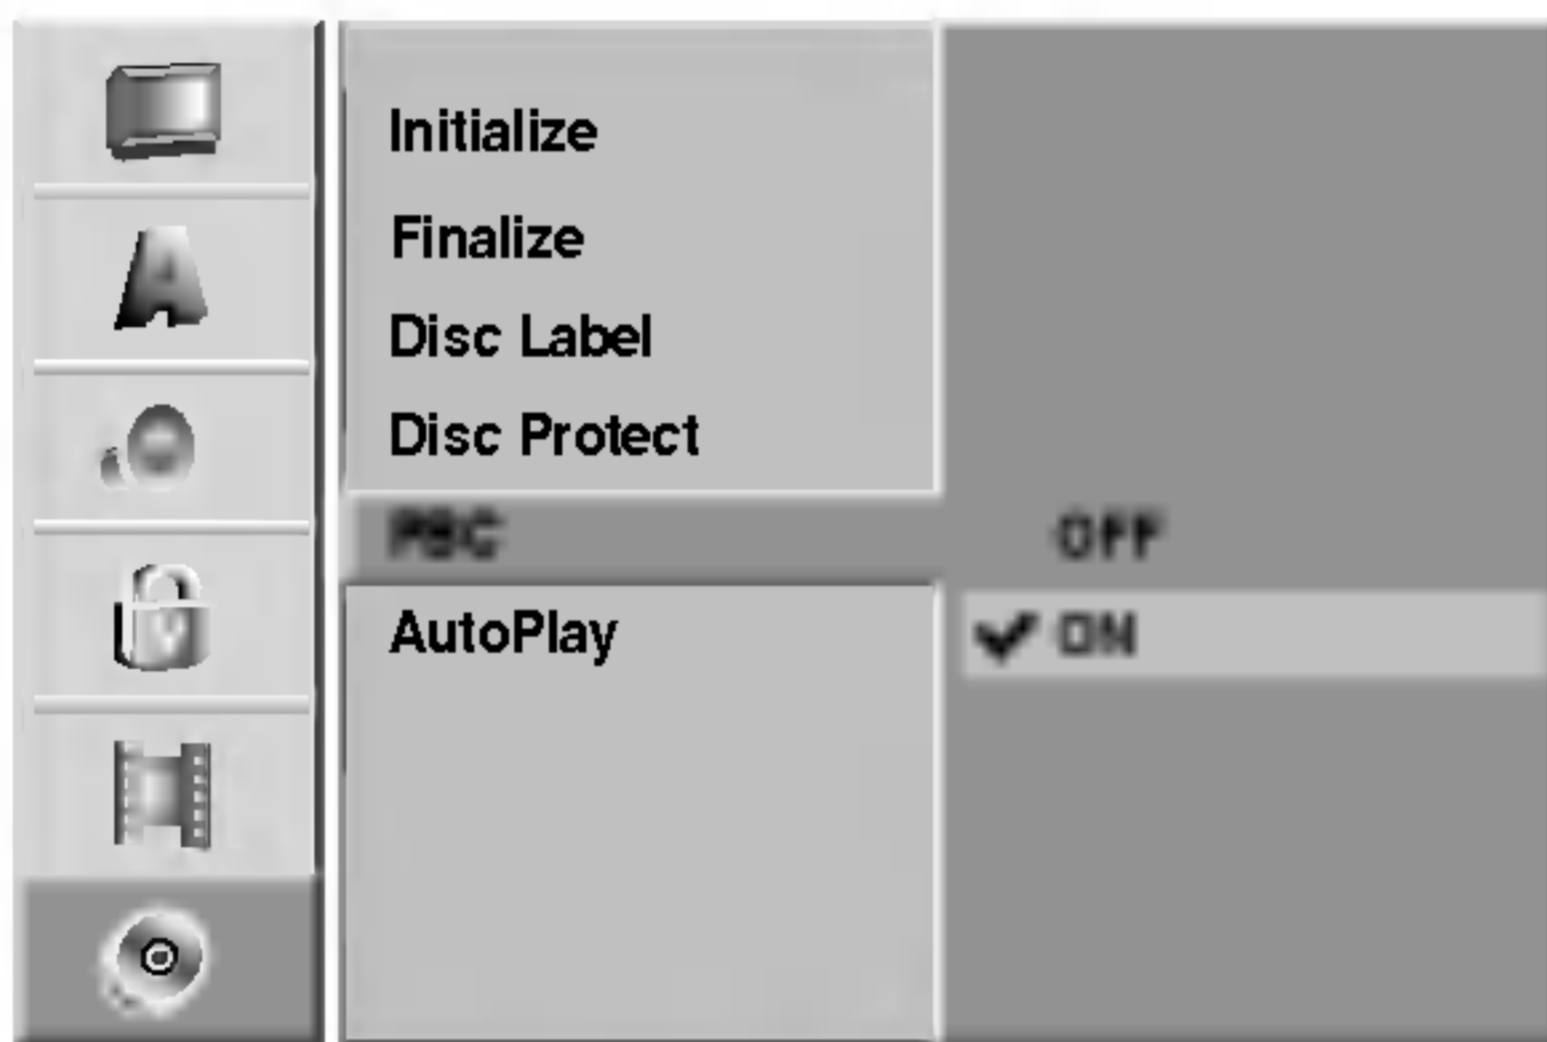 Initialize
Finalize
Disc Label
Disc Protect
PBC OFF
AutoPlay ON